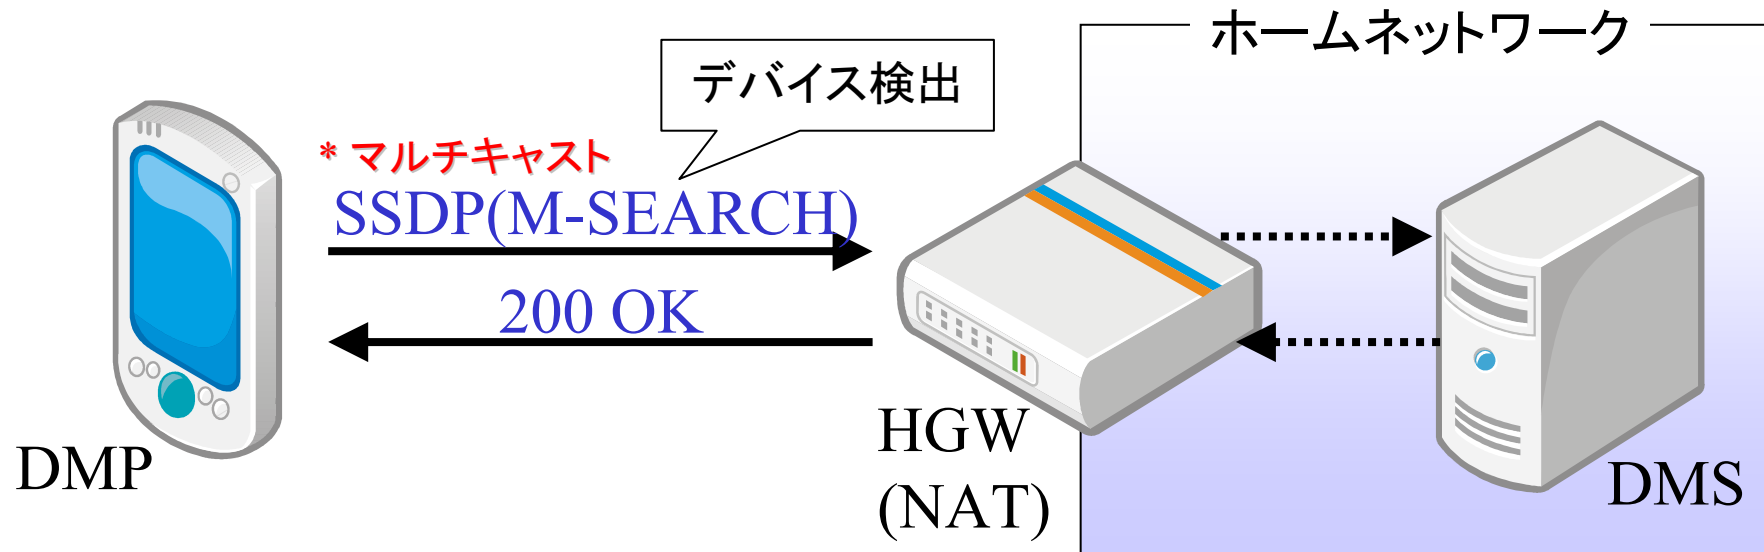 ホームネットワーク
デバイス検出
* マルチキャスト
SSDP(M-SEARCH)
200 OK
DMP
HGW
(NAT)
DMS